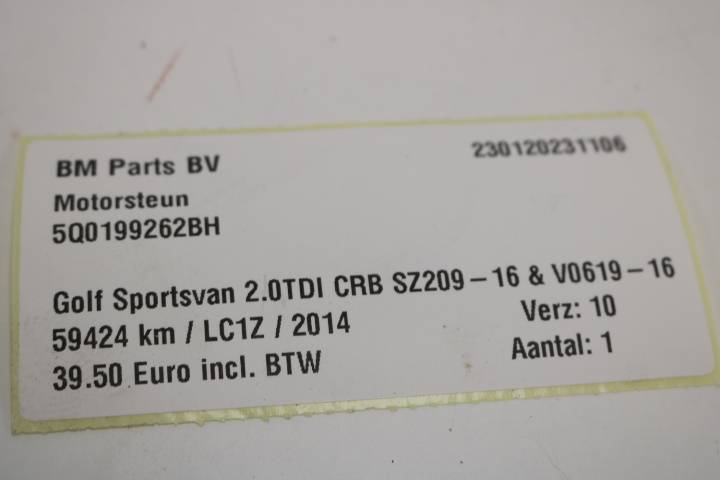 BM Parts BV 230120231106
Motorsteun
5Q0199262BH
Golf Sportsvan 2.0TDI CRB SZ209-16 & V0619-16
59424 km / LC1Z / 2014 Verz: 10
39.50 Euro incl. BTW Aantal: 1